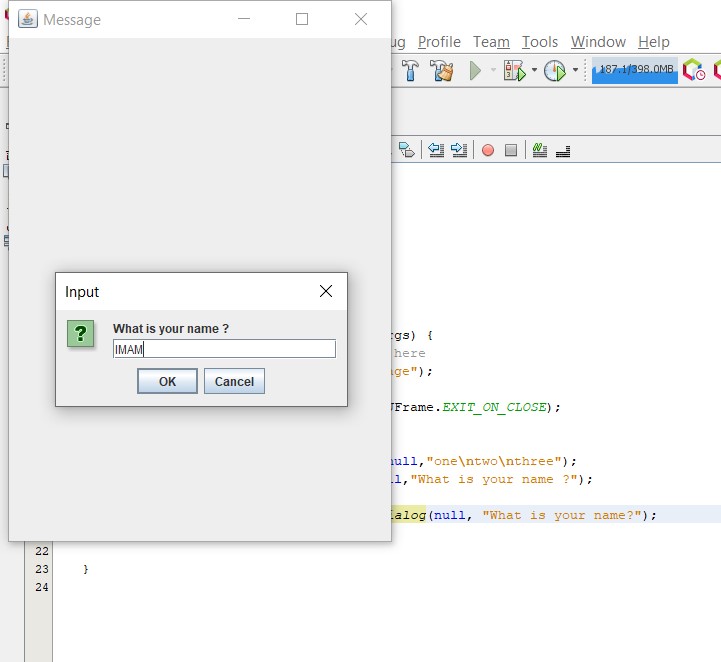 Message
ug Profile Team Tools Window Help
187.1/398.0MB
Input
What is your name ?
IMAM
OK
Cancel
rgs) {
here
ge");
JFrame.EXIT_ON_CLOSE);
null,"one\ntwo\nthree");
ll,"What is your name ?");
ialog(null, "What is your name?");
22
23 }
24